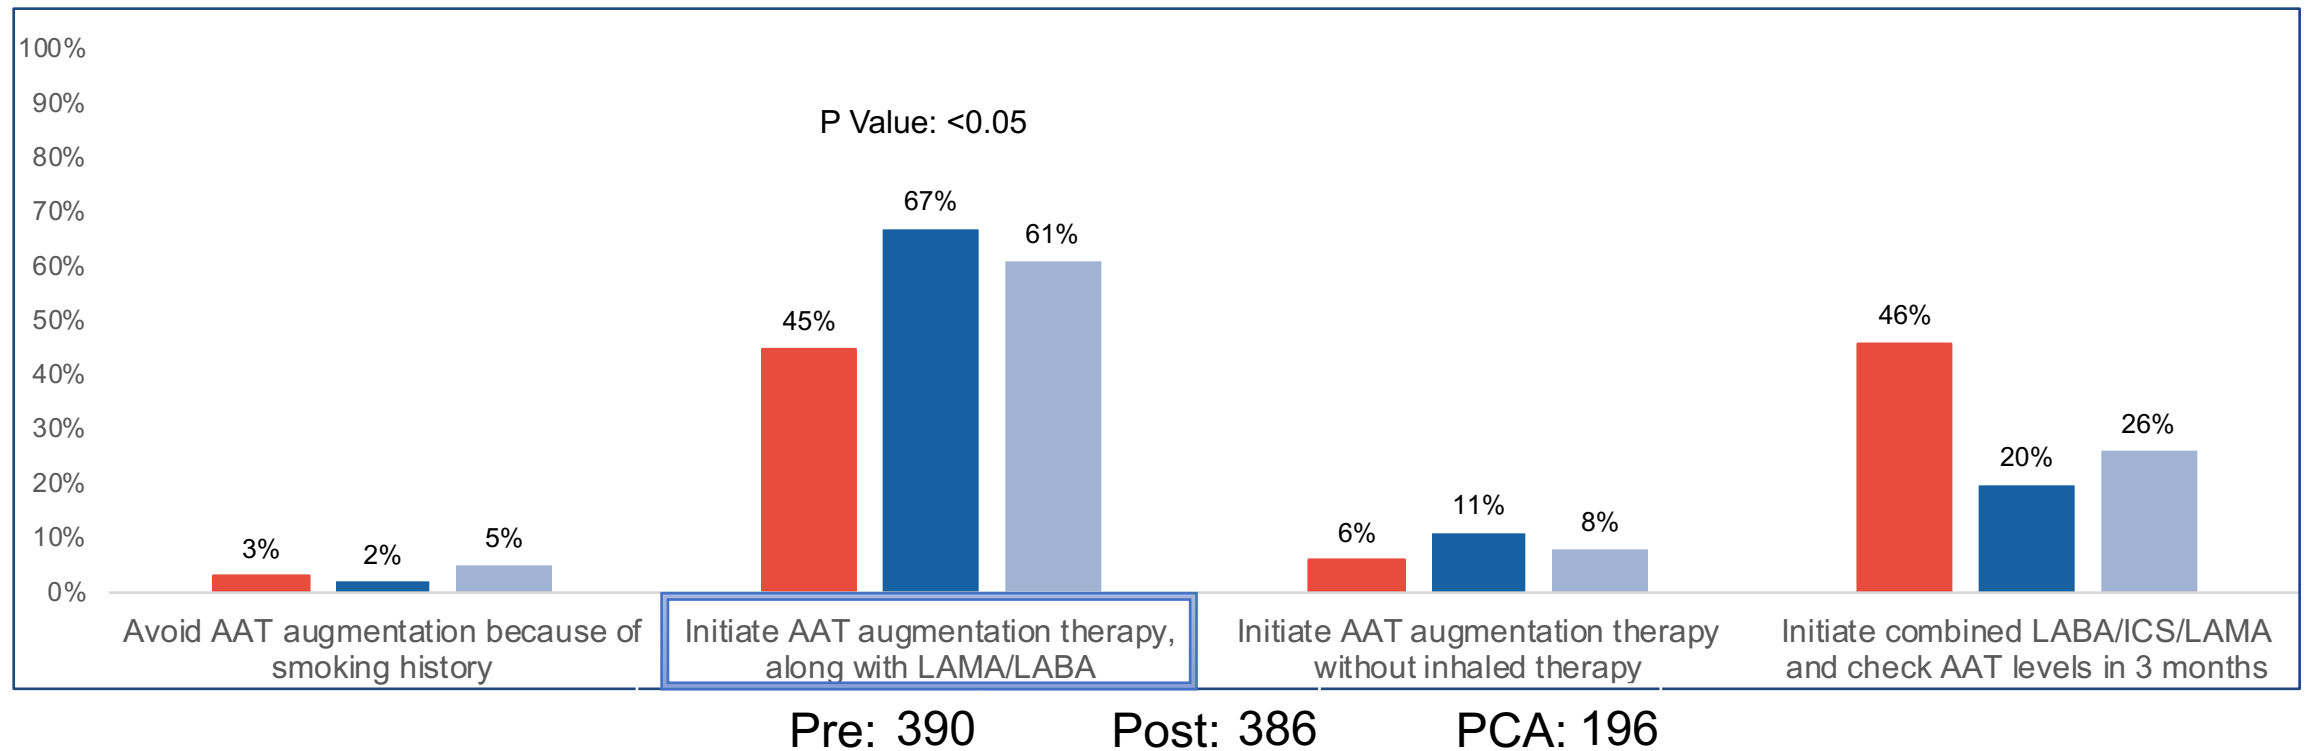 100%
90%
80%
70%
60%
50%
40%
30%
20%
10%
0%
P Value: <0.05
3%
2%
5%
45%
67%
61%
6%
11%
8%
46%
20%
26%
Avoid AAT augmentation because of
smoking history
Initiate AAT augmentation therapy,
along with LAMA/LABA
Initiate AAT augmentation therapy
without inhaled therapy
Initiate combined LABA/ICS/LAMA
and check AAT levels in 3 months
Pre: 390 Post: 386 PCA: 196